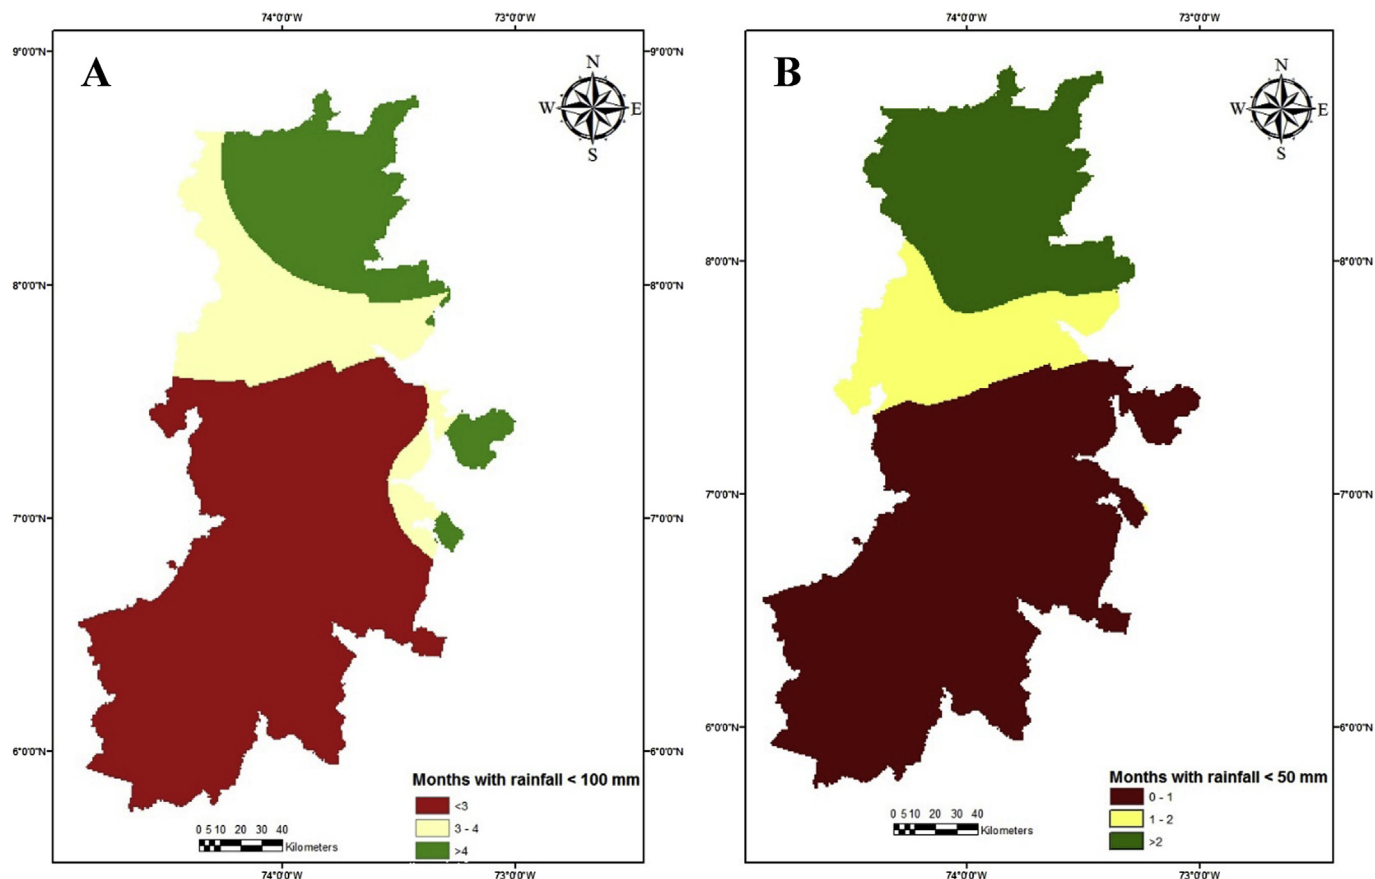 74°0'0"W 73°0'0"W 74°0'0"W 73°0'0"W
9°0'0"N 9°0'0"N 9°0'0"N
A B
N N
W E W E
S S
8°0'0"N 8°0'0"N 8°0'0"N
7°0'0"N 7°0'0"N 7°0'0"N
6°0'0"N 6°0'0"N 6°0'0"N
Months with rainfall < 100 mm
<3
3 - 4
>4
0 5 10 20 30 40
Kilometers
Months with rainfall < 50 mm
0 - 1
1 - 2
>2
0 5 10 20 30 40
Kilometers
74°0'0"W 73°0'0"W 74°0'0"W 73°0'0"W